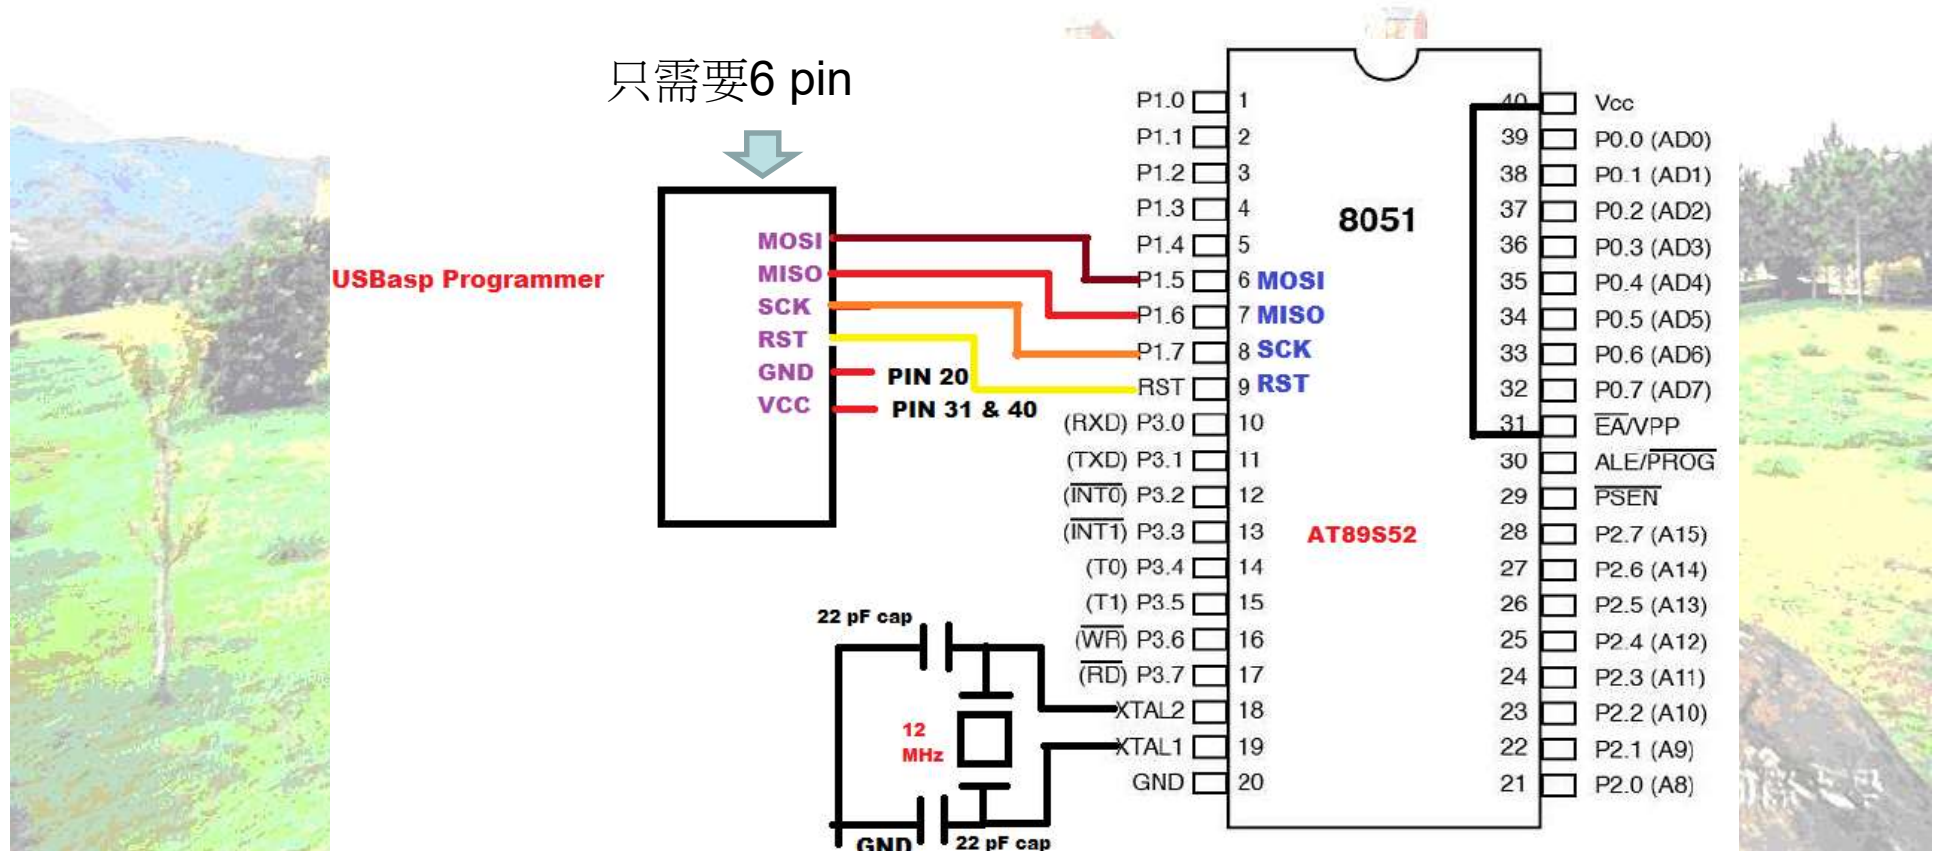 只需要6 pin
USBasp Programmer
MOSI
MISO
SCK
RST
GND
VCC
PIN 20
PIN 31 & 40
P1.0 1
P1.1 2
P1.2 3
P1.3 4
P1.4 5
P1.5 6 MOSI
P1.6 7 MISO
P1.7 8 SCK
RST 9 RST
(RXD) P3.0 10
(TXD) P3.1 11
(INT0) P3.2 12
(INT1) P3.3 13
(T0) P3.4 14
(T1) P3.5 15
(WR) P3.6 16
(RD) P3.7 17
XTAL2 18
XTAL1 19
GND 20
8051
AT89S52
40 Vcc
39 P0.0 (AD0)
38 P0.1 (AD1)
37 P0.2 (AD2)
36 P0.3 (AD3)
35 P0.4 (AD4)
34 P0.5 (AD5)
33 P0.6 (AD6)
32 P0.7 (AD7)
31 EA/VPP
30 ALE/PROG
29 PSEN
28 P2.7 (A15)
27 P2.6 (A14)
26 P2.5 (A13)
25 P2.4 (A12)
24 P2.3 (A11)
23 P2.2 (A10)
22 P2.1 (A9)
21 P2.0 (A8)
22 pF cap
12
MHz
GND
22 pF cap